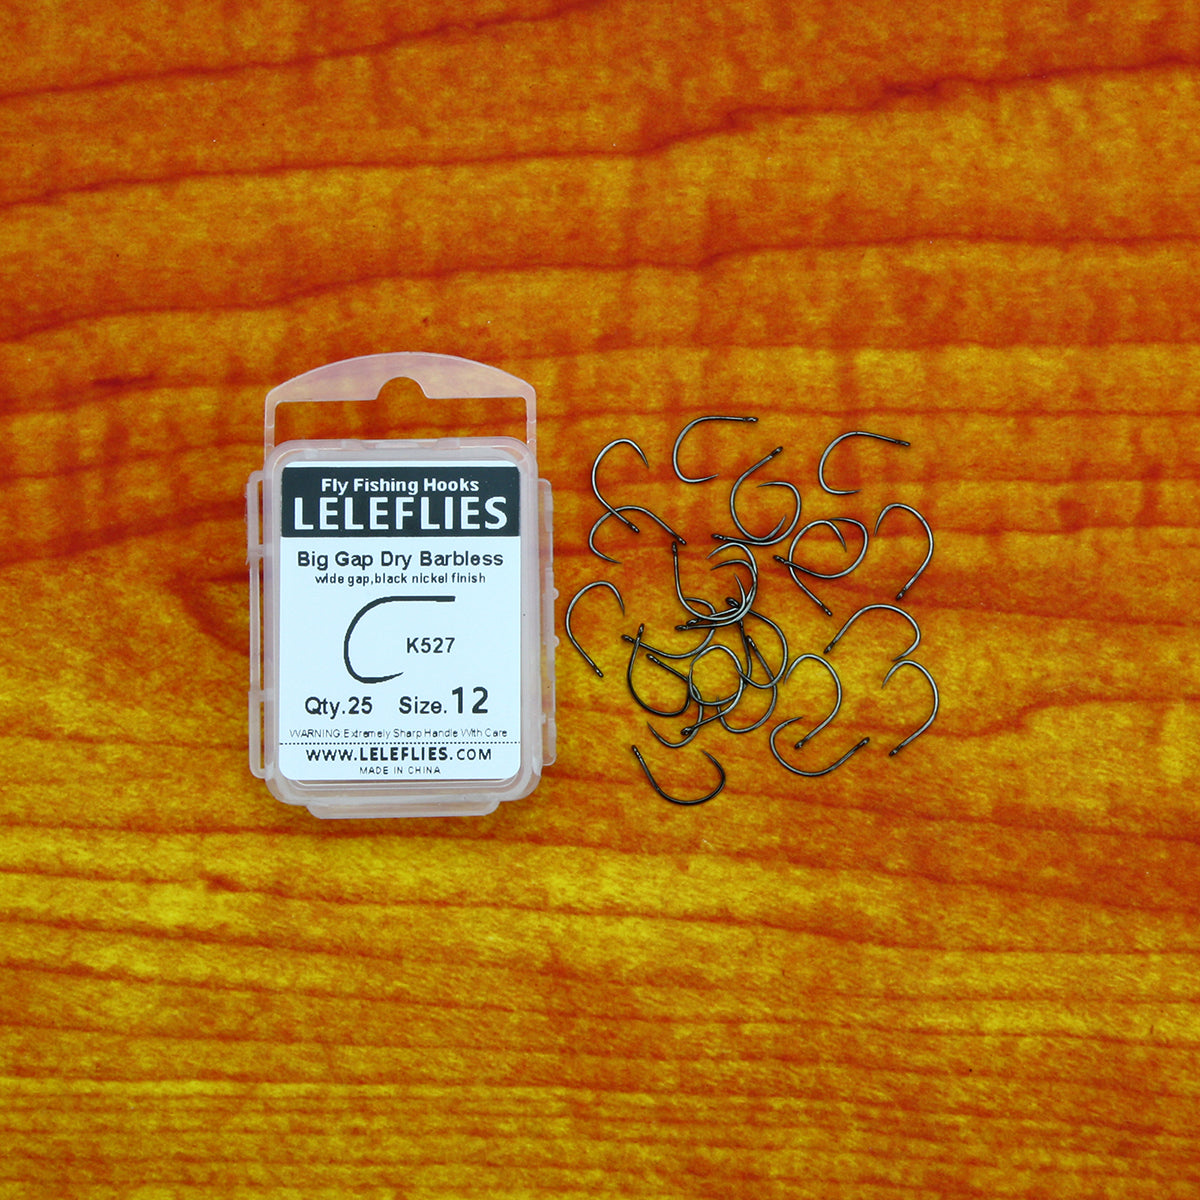 Fly Fishing Hooks
LELEFLIES
Big Gap Dry Barbless
wide gap,black nickel finish
K527
Qty.25 Size.12
WARNING:Extremely Sharp Handle With Care
WWW.LELEFLIES.COM
MADE IN CHINA